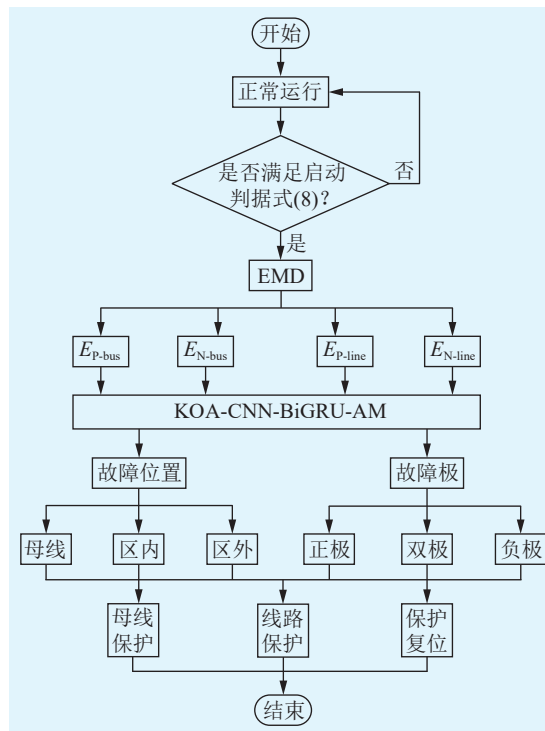 开始
正常运行
是否满足启动
判据式(8)?
否
是
EMD
E_P-bus
E_N-bus
E_P-line
E_N-line
KOA-CNN-BiGRU-AM
故障位置
故障极
母线
区内
区外
正极
双极
负极
母线
保护
线路
保护
保护
复位
结束